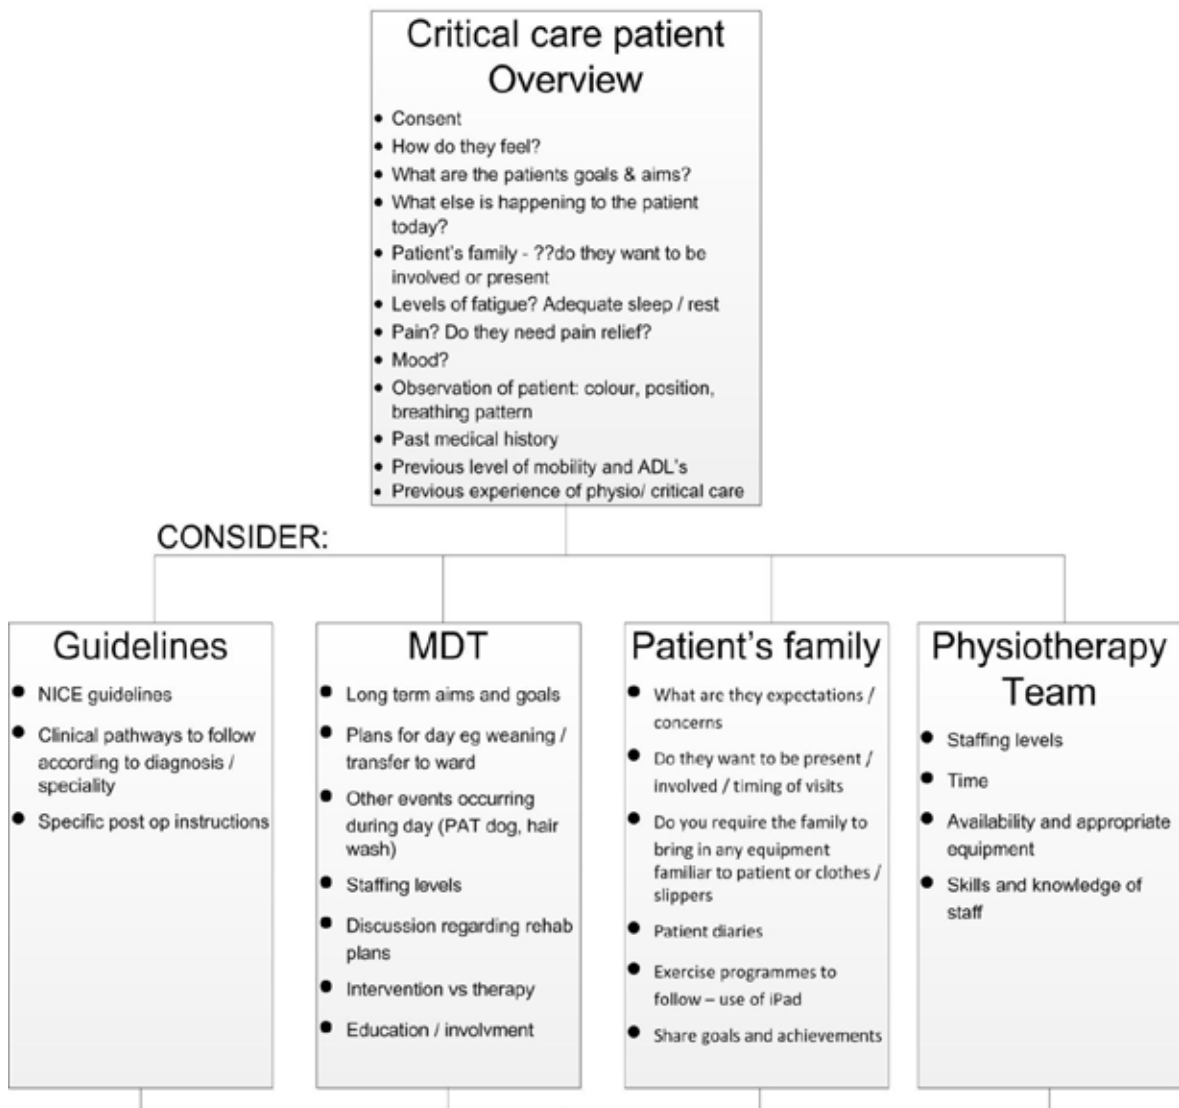 Critical care patient
Overview
• Consent
• How do they feel?
• What are the patients goals & aims?
• What else is happening to the patient
today?
• Patient's family - ??do they want to be
involved or present
• Levels of fatigue? Adequate sleep / rest
• Pain? Do they need pain relief?
• Mood?
• Observation of patient: colour, position,
breathing pattern
• Past medical history
• Previous level of mobility and ADL's
• Previous experience of physio/ critical care
CONSIDER:
Guidelines
• NICE guidelines
• Clinical pathways to follow
according to diagnosis /
speciality
• Specific post op instructions
MDT
• Long term aims and goals
• Plans for day eg weaning /
transfer to ward
• Other events occurring
during day (PAT dog, hair
wash)
• Staffing levels
• Discussion regarding rehab
plans
• Intervention vs therapy
• Education / involvment
Patient's family
• What are they expectations /
concerns
• Do they want to be present /
involved / timing of visits
• Do you require the family to
bring in any equipment
familiar to patient or clothes /
slippers
• Patient diaries
• Exercise programmes to
follow – use of iPad
• Share goals and achievements
Physiotherapy
Team
• Staffing levels
• Time
• Availability and appropriate
equipment
• Skills and knowledge of
staff